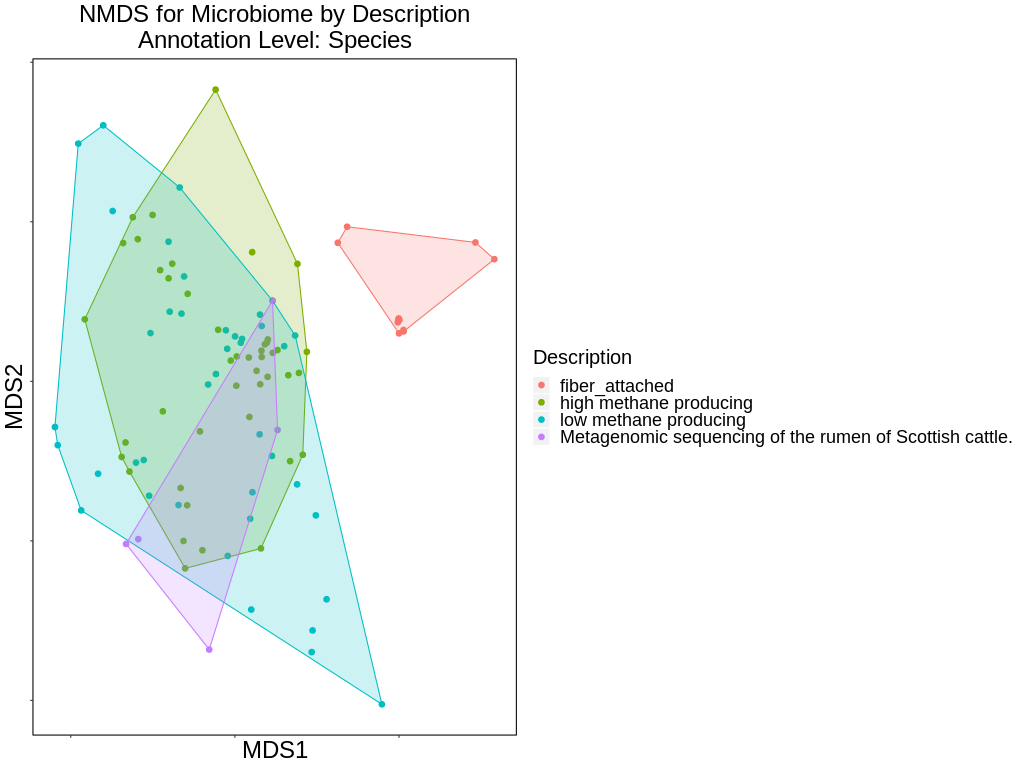 NMDS for Microbiome by Description
Annotation Level: Species
MDS2
MDS1
Description
fiber_attached
high methane producing
low methane producing
Metagenomic sequencing of the rumen of Scottish cattle.